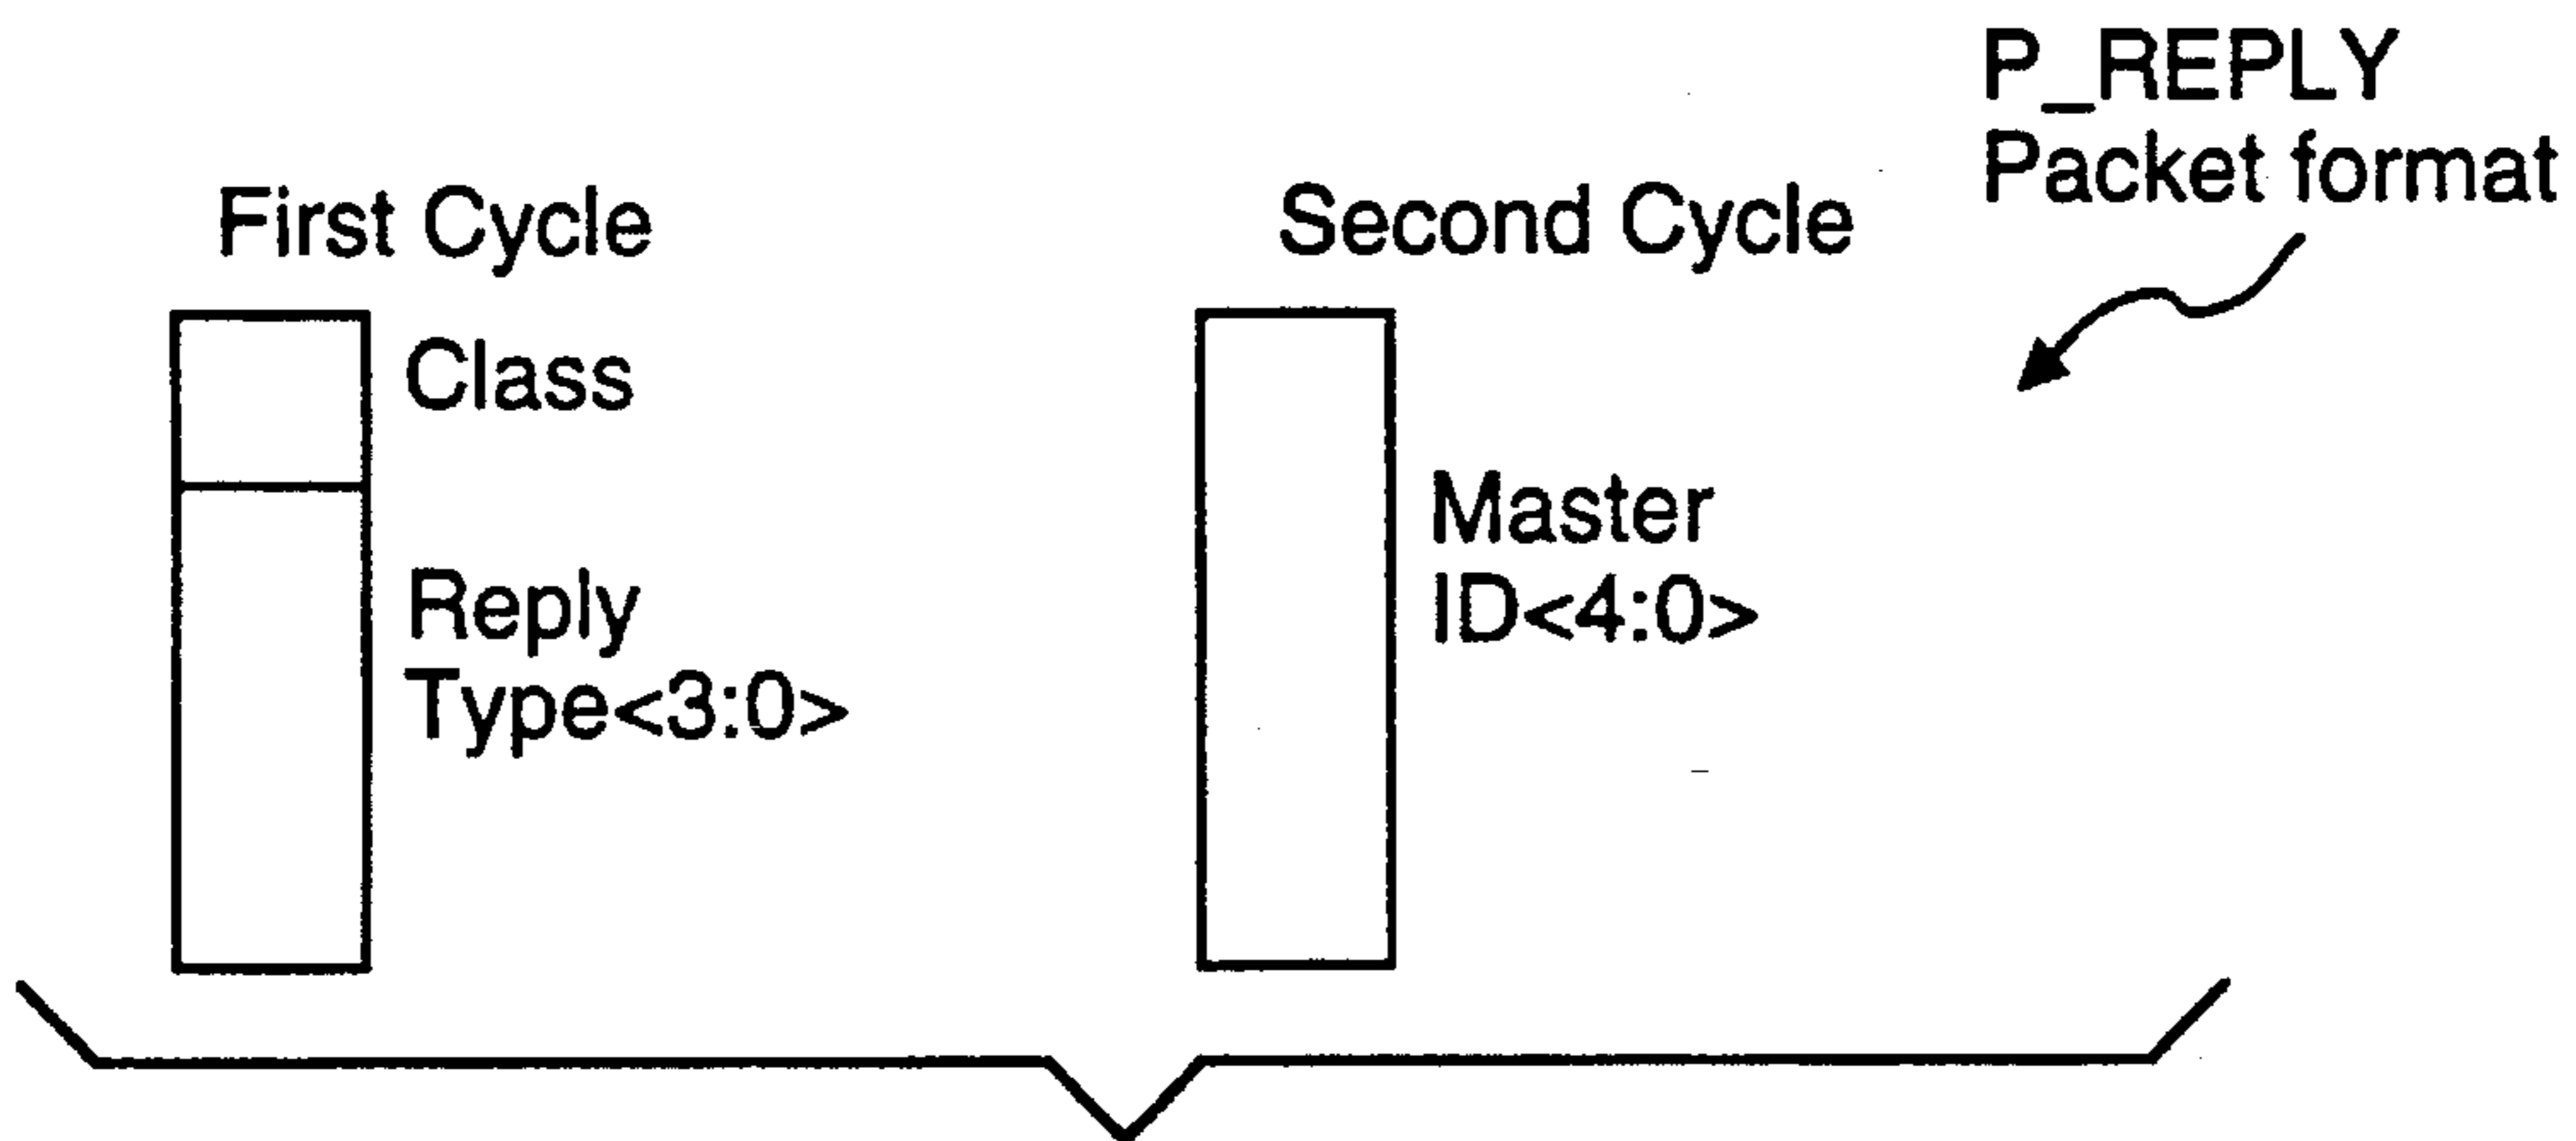 P_REPLY
Packet format
First Cycle
Second Cycle
Class
Reply
Type<3:0>
Master
ID<4:0>